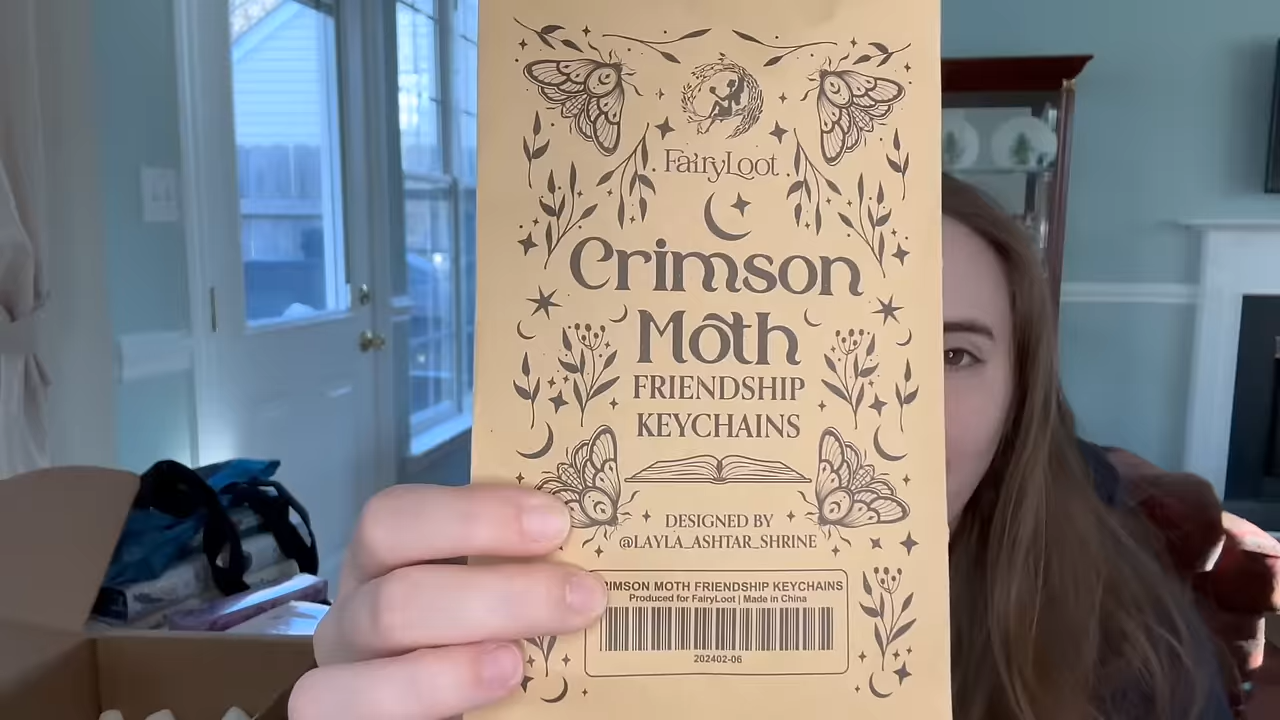 FairyLoot
Crimson
Moth
FRIENDSHIP
KEYCHAINS
DESIGNED BY
@LAYLA_ASHTAR_SHRINE
RIMSON MOTH FRIENDSHIP KEYCHAINS
Produced for FairyLoot | Made in China
202402-06